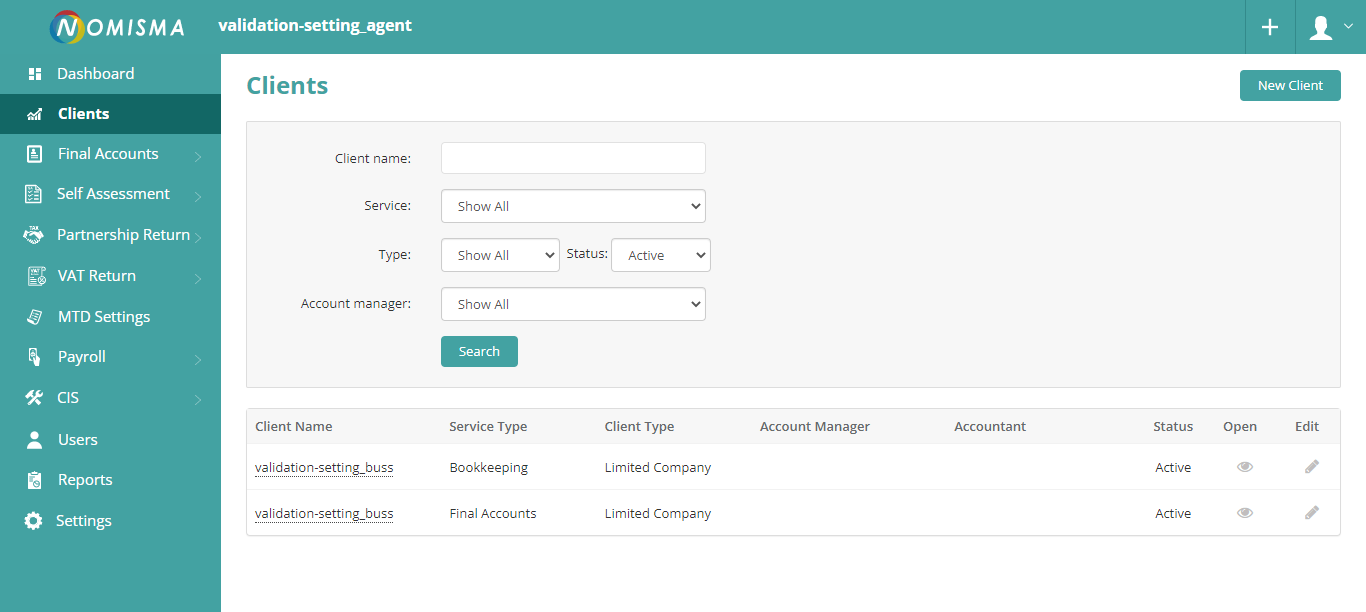 NOMISMA
validation-setting_agent
Dashboard
Clients
Final Accounts
Self Assessment
TAX
Partnership Return
VAT
VAT Return
MTD Settings
Payroll
CIS
Users
Reports
Settings
Clients
New Client
Client name:
Service: Show All
Type: Show All Status: Active
Account manager: Show All
Search
Client Name Service Type Client Type Account Manager Accountant Status Open Edit
validation-setting_buss Bookkeeping Limited Company Active
validation-setting_buss Final Accounts Limited Company Active